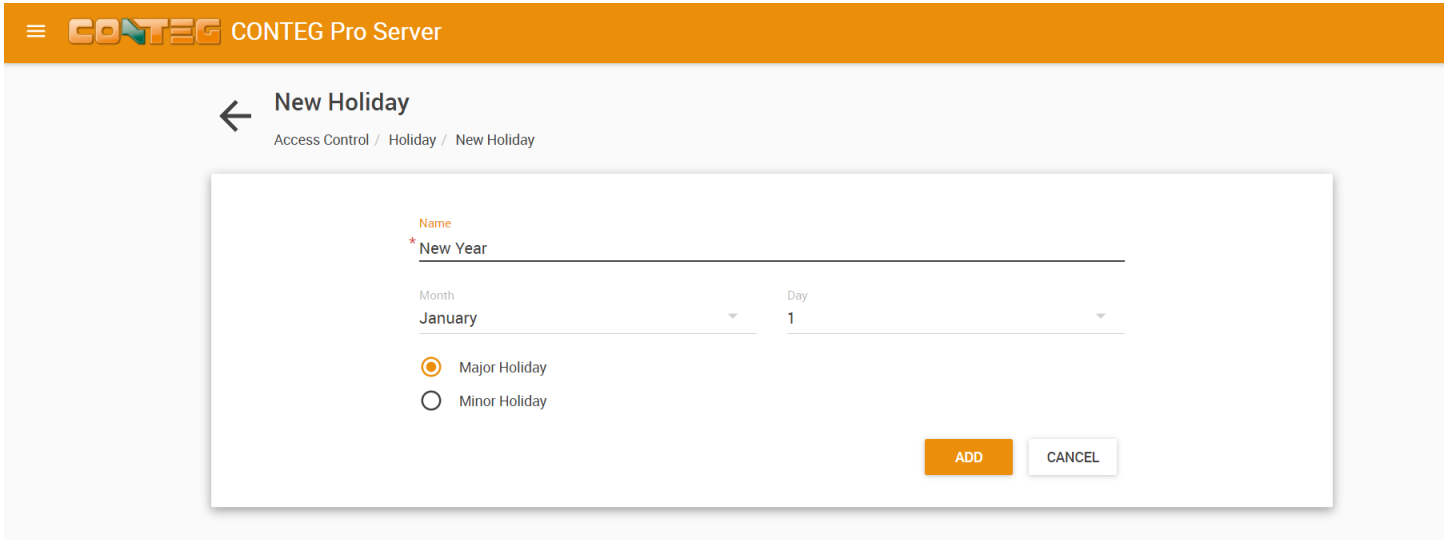 CONTEG CONTEG Pro Server
New Holiday
Access Control / Holiday / New Holiday
Name
* New Year
Month Day
January 1
Major Holiday
Minor Holiday
ADD CANCEL